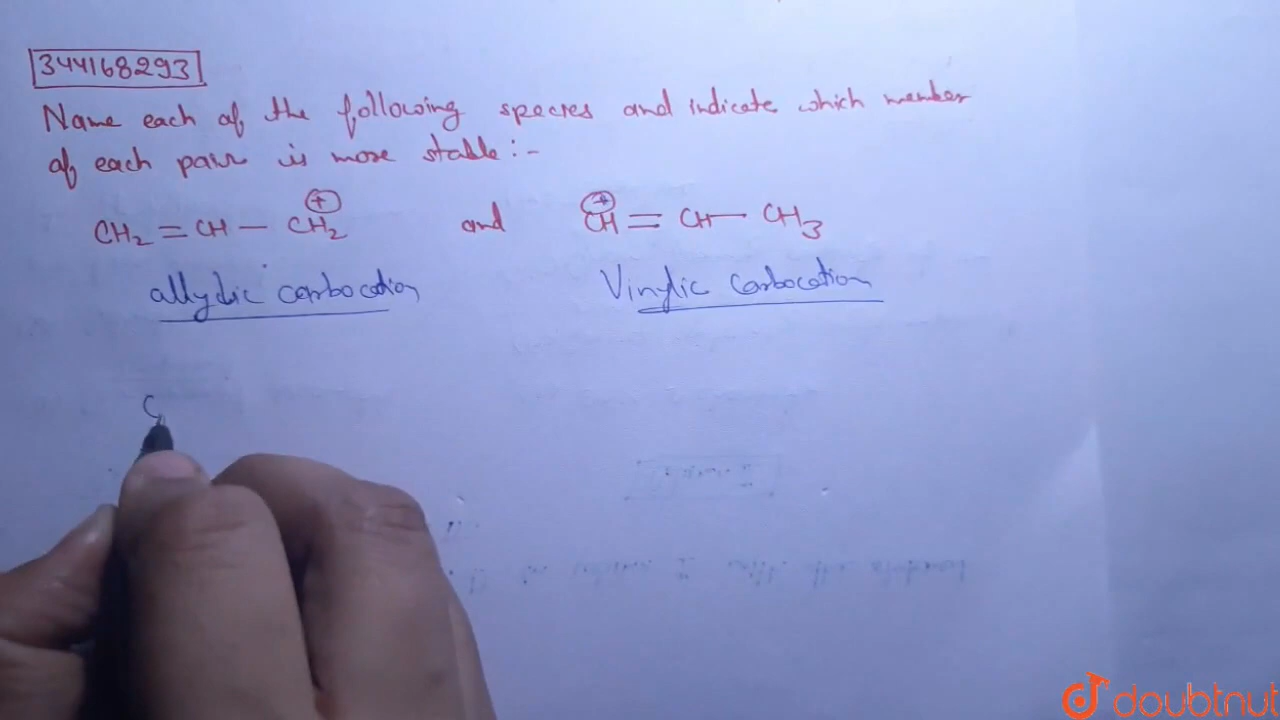 344168293
Name each of the following species and indicate which member
of each pair is more stable :-
CH₂ = CH – CH₂⊕ and ⊕CH = CH – CH₃
allylic carbocation Vinylic carbocation
C
doubtnut